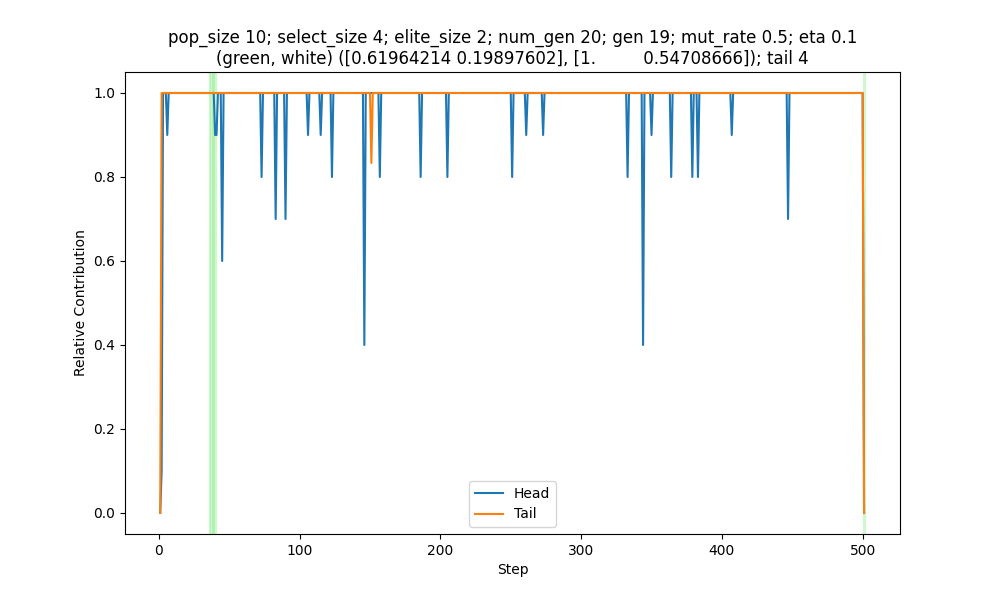 pop_size 10; select_size 4; elite_size 2; num_gen 20; gen 19; mut_rate 0.5; eta 0.1
(green, white) ([0.61964214 0.19897602], [1.         0.54708666]); tail 4
1.0
0.8
0.6
0.4
0.2
0.0
Relative Contribution
Head
Tail
0
100
200
300
400
500
Step